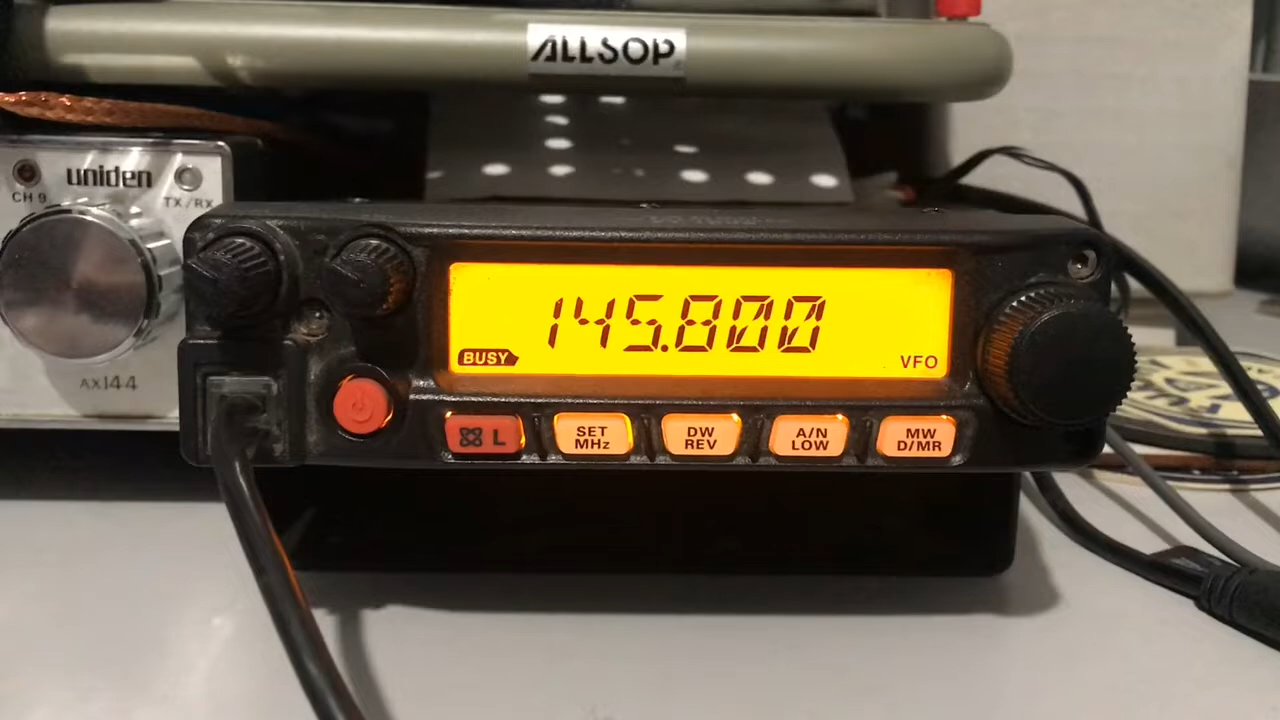 ALLSOP
uniden
CH 9
TX/RX
AX144
145.800
BUSY
VFO
L
SET
MHz
DW
REV
A/N
LOW
MW
D/MR